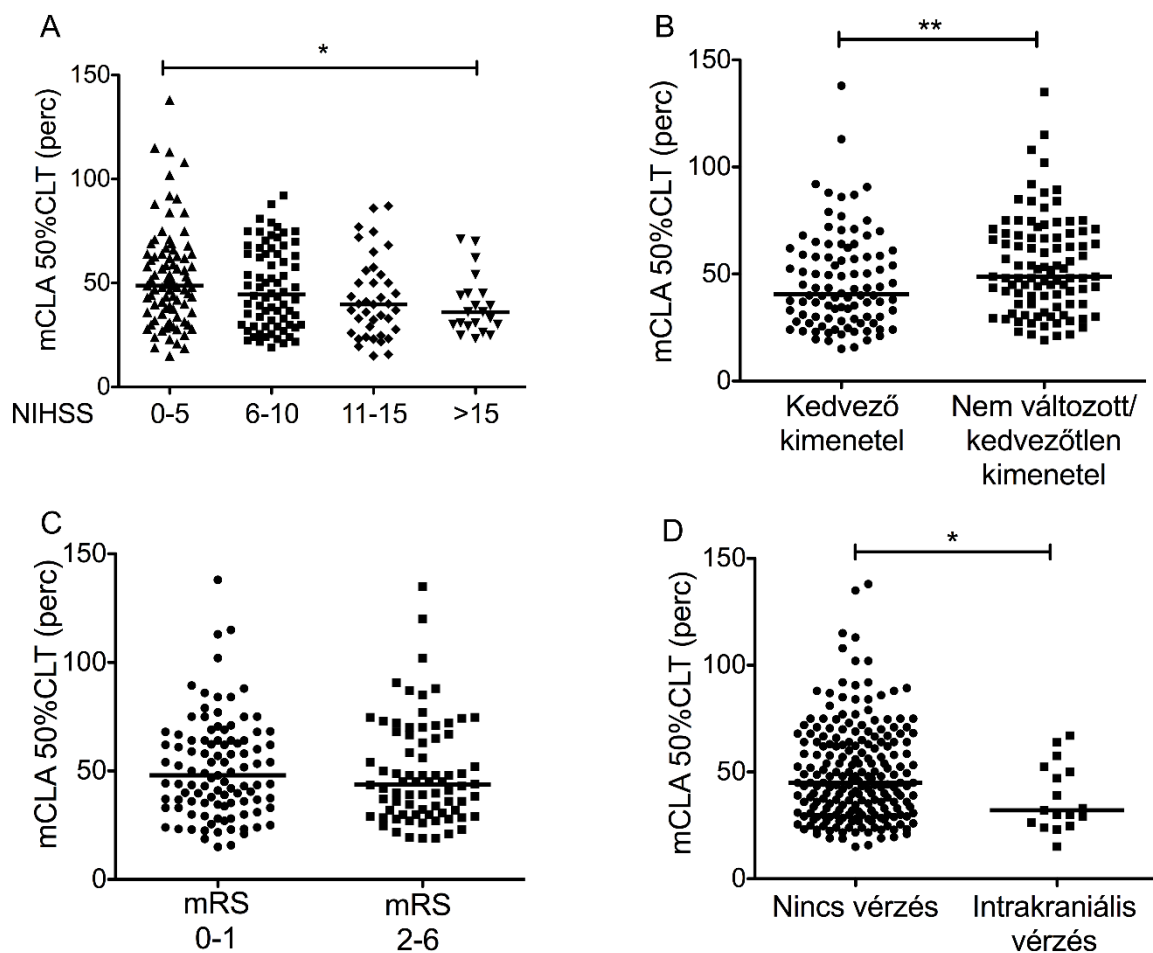 A
*
mCLA 50%CLT (perc)
150
100
50
0
NIHSS 0-5 6-10 11-15 >15
B
**
mCLA 50%CLT (perc)
150
100
50
0
Kedvező
kimenetel
Nem változott/
kedvezőtlen
kimenetel
C
mCLA 50%CLT (perc)
150
100
50
0
mRS
0-1
mRS
2-6
D
*
mCLA 50%CLT (perc)
150
100
50
0
Nincs vérzés
Intrakraniális
vérzés